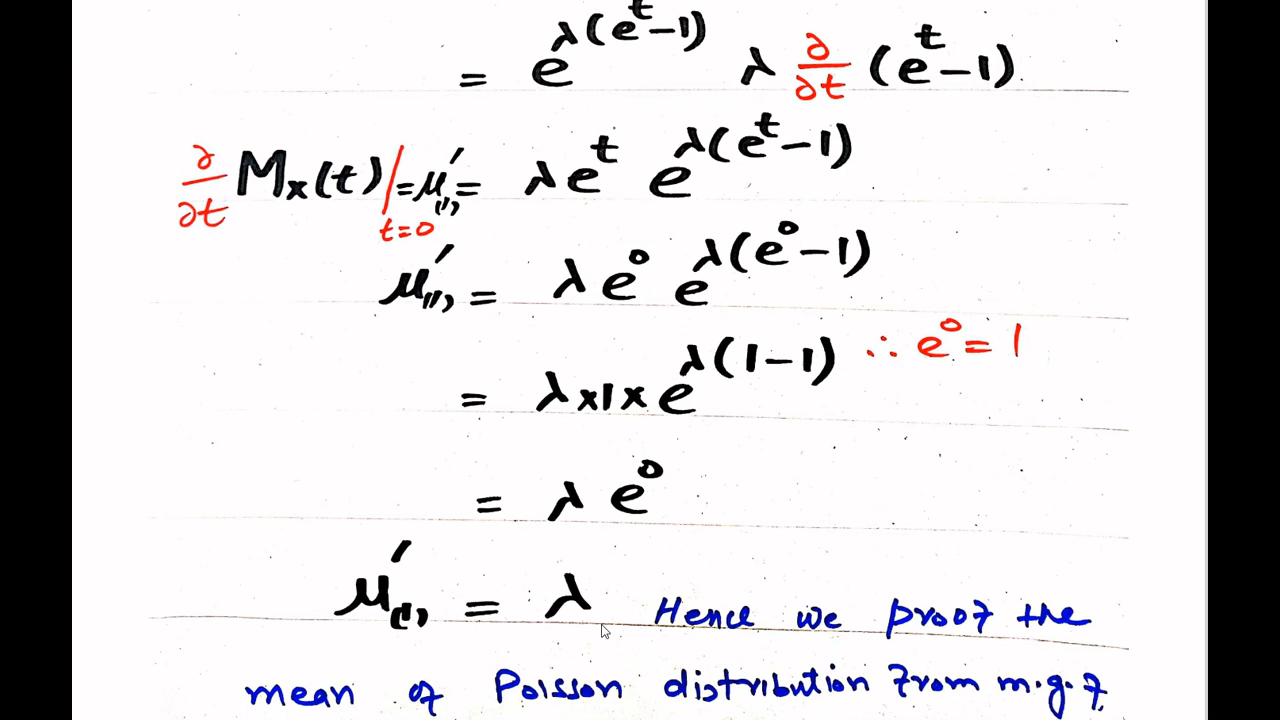 = e^{λ(e^t-1)} λ ∂/∂t (e^t-1)
∂/∂t Mx(t)|t=0 = μ'(1) = λe^t e^{λ(e^t-1)}
μ'(1) = λe^0 e^{λ(e^0-1)}
= λ×1×e^{λ(1-1)} ∴ e^0 = 1
= λe^0
μ'(1) = λ Hence we proof the
mean of Poisson distribution from m.g.f.